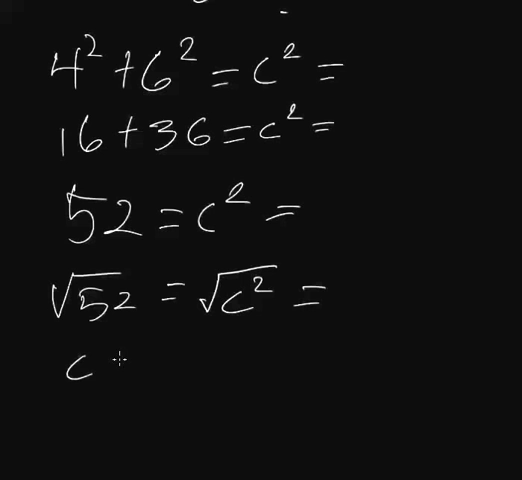 4² + 6² = c² =
16 + 36 = c² =
52 = c² =
√52 = √c² =
c